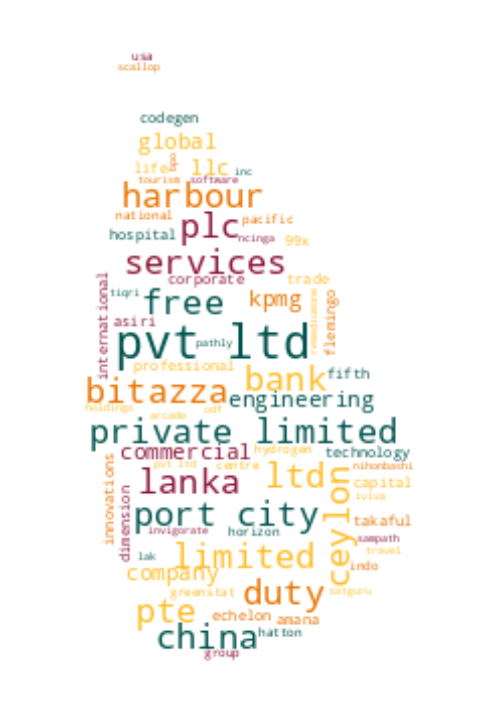 usa
scallop
codegen
global
life llc inc
tourism software
harbour
national plc pacific
hospital ncinga 99x
services
corporate trade
international
tiqri free kpmg
asiri flemingo
pvt ltd
pathly
professional
bank fifth
bitazza engineering
holdings
arcade odf
private limited
commercial hydrogen technology
pvt ltd centre nihonbashi
lanka ltd capital
iviva
innovations
dimension
port city ceylon takaful
invigorate horizon sampath
lak limited travel
company indo
greenstat duty satguru
pte echelon amana
china hatton
group